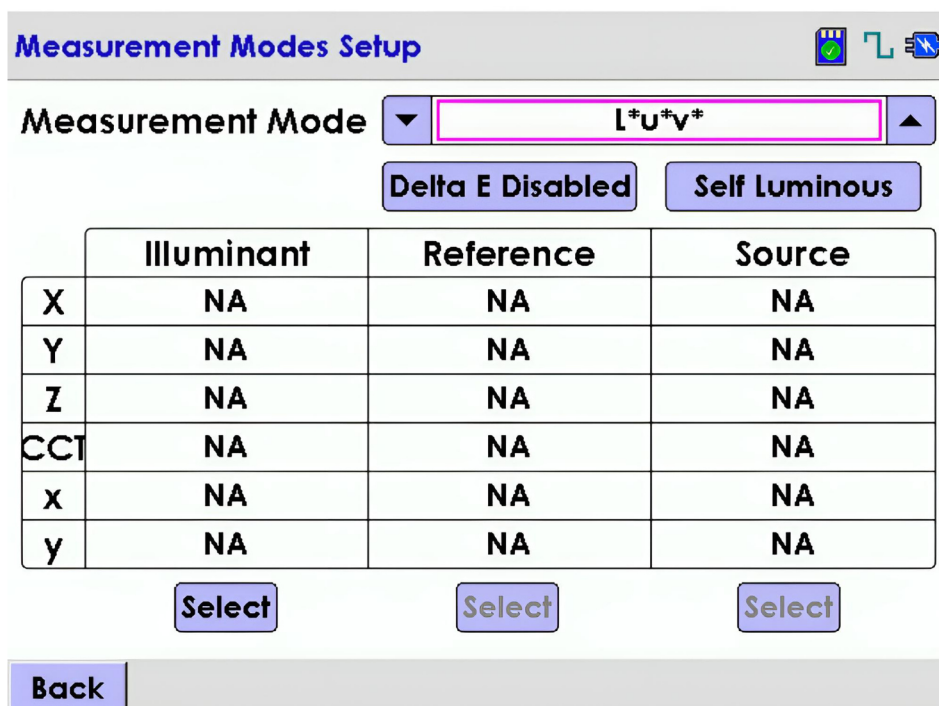 Measurement Modes Setup
Measurement Mode L*u*v*
Delta E Disabled Self Luminous
Illuminant Reference Source
X NA NA NA
Y NA NA NA
Z NA NA NA
CCT NA NA NA
x NA NA NA
y NA NA NA
Select Select Select
Back